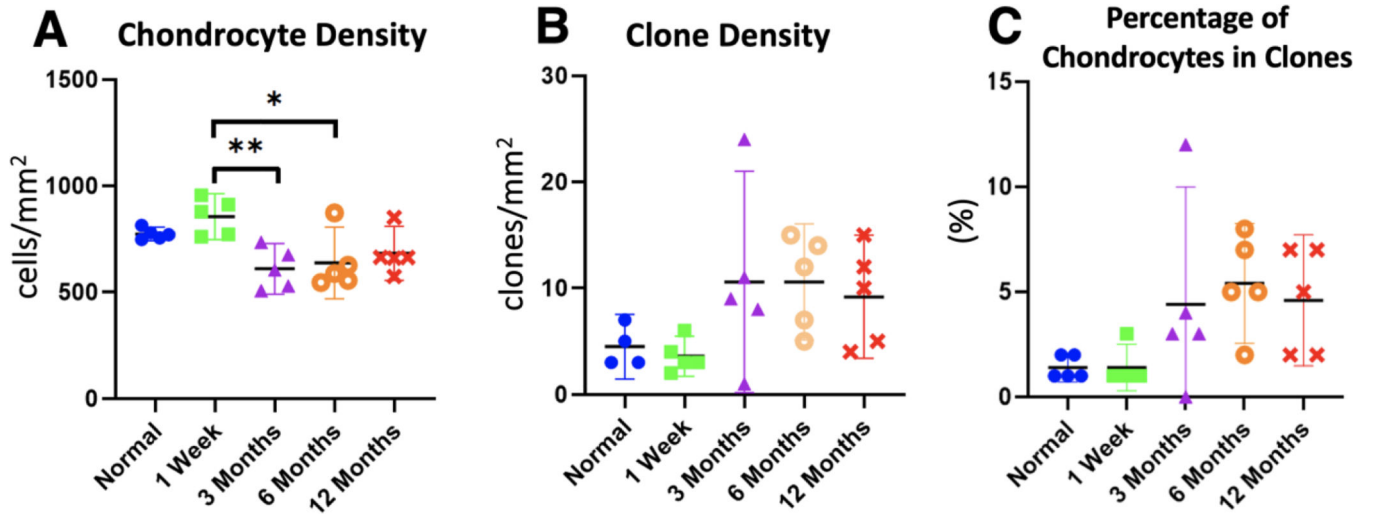 A
Chondrocyte Density
cells/mm²
1500
1000
500
0
*
**
Normal
1 Week
3 Months
6 Months
12 Months
B
Clone Density
clones/mm²
30
20
10
0
Normal
1 Week
3 Months
6 Months
12 Months
C
Percentage of
Chondrocytes in Clones
(%)
15
10
5
0
Normal
1 Week
3 Months
6 Months
12 Months